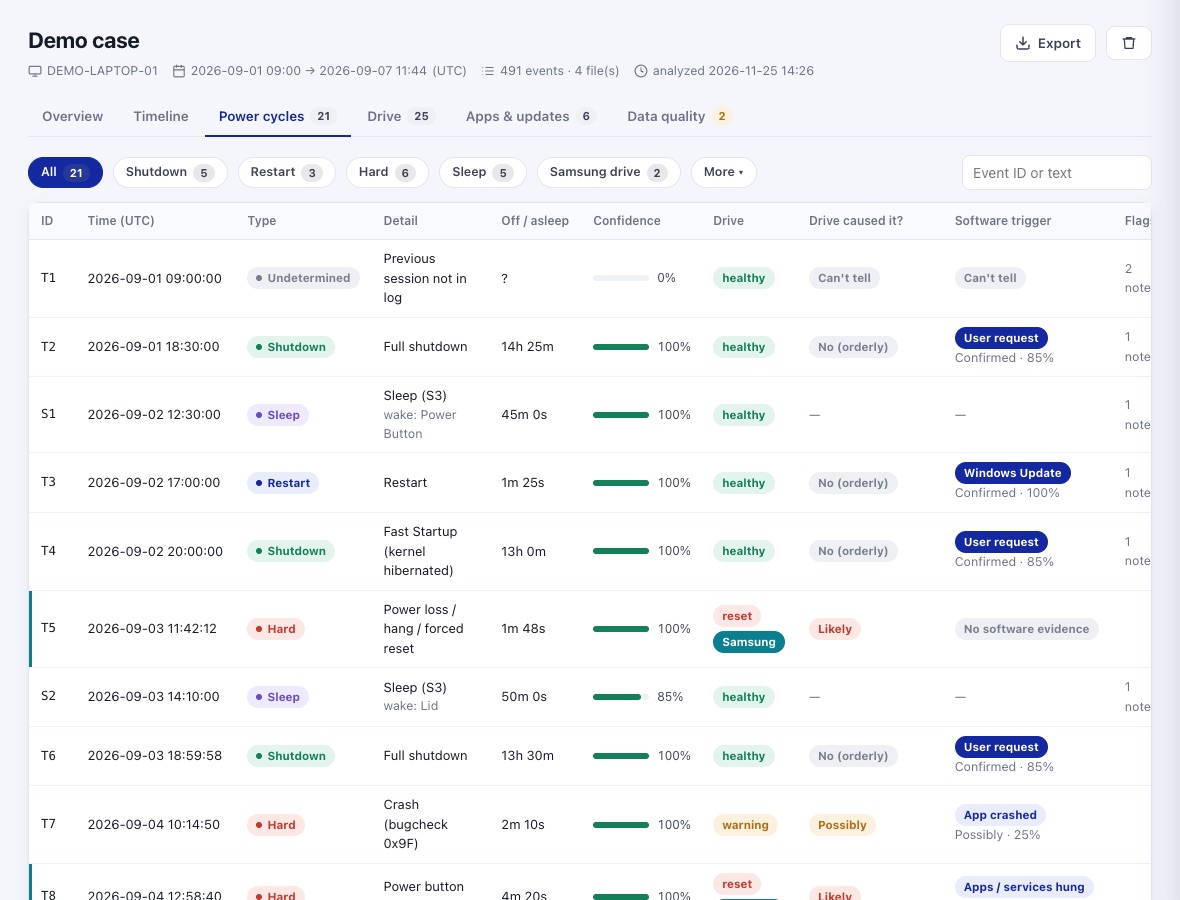 Demo case
Export
DEMO-LAPTOP-01 2026-09-01 09:00 → 2026-09-07 11:44 (UTC) 491 events · 4 file(s) analyzed 2026-11-25 14:26
Overview Timeline Power cycles 21 Drive 25 Apps & updates 6 Data quality 2
All 21 Shutdown 5 Restart 3 Hard 6 Sleep 5 Samsung drive 2 More ▾ Event ID or text
ID Time (UTC) Type Detail Off / asleep Confidence Drive Drive caused it? Software trigger Flags
Previous
session not in
log
T1 2026-09-01 09:00:00 Undetermined ? 0% healthy Can't tell Can't tell
2
note
T2 2026-09-01 18:30:00 Shutdown Full shutdown 14h 25m 100% healthy No (orderly) User request
Confirmed · 85%
1
note
S1 2026-09-02 12:30:00 Sleep Sleep (S3)
wake: Power
Button
45m 0s 100% healthy — —
1
note
T3 2026-09-02 17:00:00 Restart Restart 1m 25s 100% healthy No (orderly) Windows Update
Confirmed · 100%
1
note
T4 2026-09-02 20:00:00 Shutdown Fast Startup
(kernel
hibernated)
13h 0m 100% healthy No (orderly) User request
Confirmed · 85%
1
note
T5 2026-09-03 11:42:12 Hard Power loss /
hang / forced
reset
1m 48s 100% reset
Samsung
Likely No software evidence
S2 2026-09-03 14:10:00 Sleep Sleep (S3)
wake: Lid
50m 0s 85% healthy — —
1
note
T6 2026-09-03 18:59:58 Shutdown Full shutdown 13h 30m 100% healthy No (orderly) User request
Confirmed · 85%
T7 2026-09-04 10:14:50 Hard Crash
(bugcheck
0x9F)
2m 10s 100% warning Possibly App crashed
Possibly · 25%
T8 2026-09-04 12:58:40 Hard Power button 4m 20s 100% reset Likely Apps / services hung